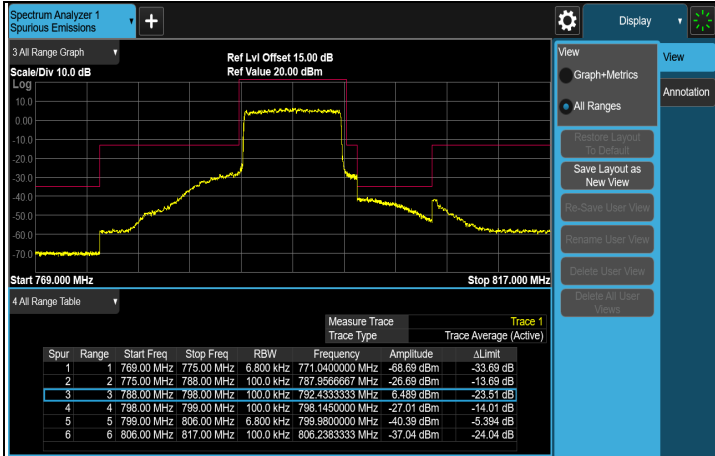 Spectrum Analyzer 1
Spurious Emissions
Display
3 All Range Graph
Ref Lvl Offset 15.00 dB
Scale/Div 10.0 dB
Ref Value 20.00 dBm
Log
10.0
0.00
-10.0
-20.0
-30.0
-40.0
-50.0
-60.0
-70.0
Start 769.000 MHz
Stop 817.000 MHz
View
Graph+Metrics
All Ranges
Restore Layout
To Default
Save Layout as
New View
Re-Save User View
Rename User View
Delete User View
Delete All User
Views
View
Annotation
4 All Range Table
Measure Trace Trace 1
Trace Type Trace Average (Active)
Spur Range Start Freq Stop Freq RBW Frequency Amplitude ΔLimit
1 1 769.00 MHz 775.00 MHz 6.800 kHz 771.0400000 MHz -68.69 dBm -33.69 dB
2 2 775.00 MHz 788.00 MHz 100.0 kHz 787.9566667 MHz -26.69 dBm -13.69 dB
3 3 788.00 MHz 798.00 MHz 100.0 kHz 792.4333333 MHz 6.489 dBm -23.51 dB
4 4 798.00 MHz 799.00 MHz 100.0 kHz 798.1450000 MHz -27.01 dBm -14.01 dB
5 5 799.00 MHz 806.00 MHz 6.800 kHz 799.9800000 MHz -40.39 dBm -5.394 dB
6 6 806.00 MHz 817.00 MHz 100.0 kHz 806.2383333 MHz -37.04 dBm -24.04 dB